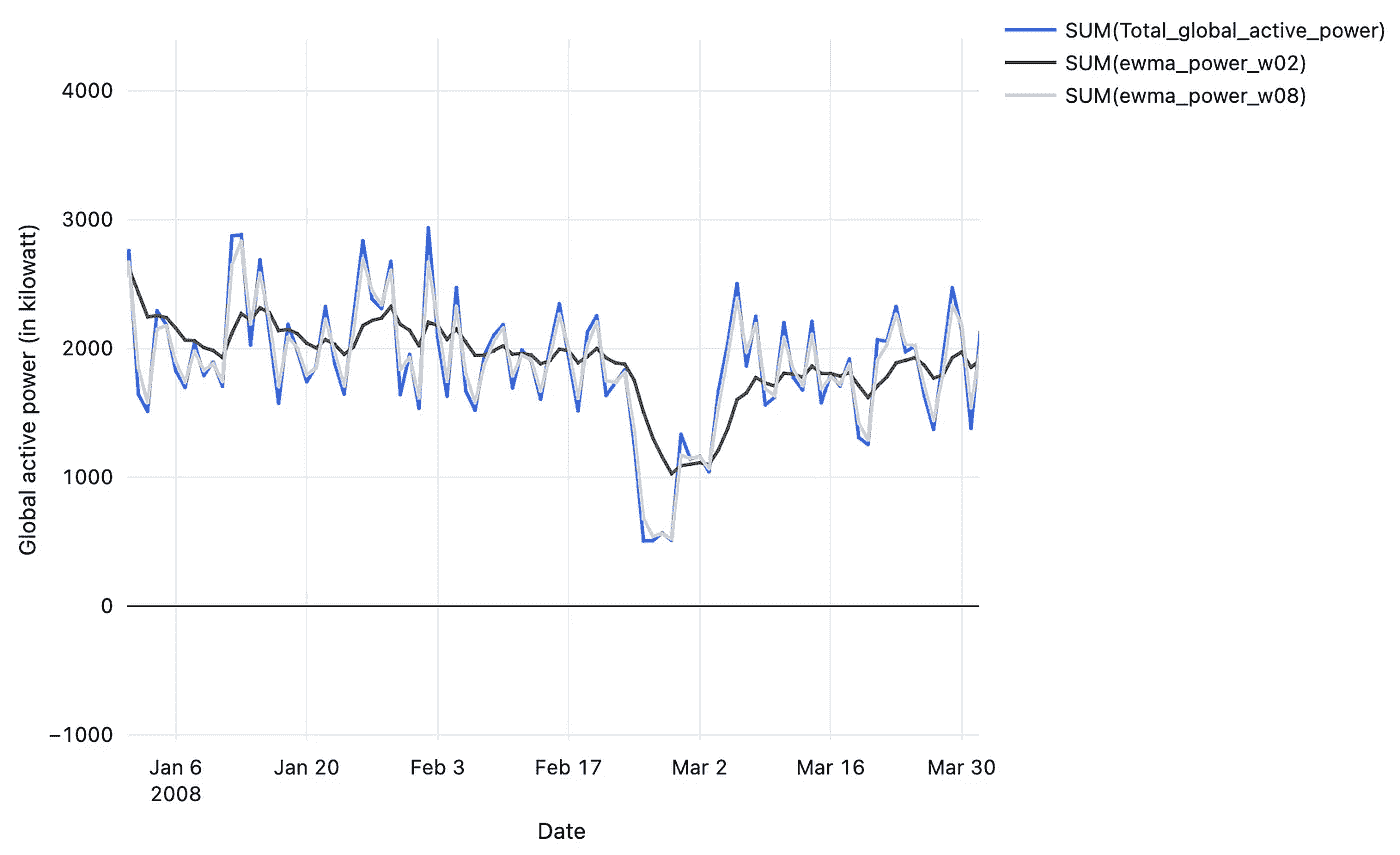 SUM(Total_global_active_power)
SUM(ewma_power_w02)
SUM(ewma_power_w08)
4000
3000
2000
1000
0
−1000
Global active power (in kilowatt)
Jan 6 Jan 20 Feb 3 Feb 17 Mar 2 Mar 16 Mar 30
2008
Date